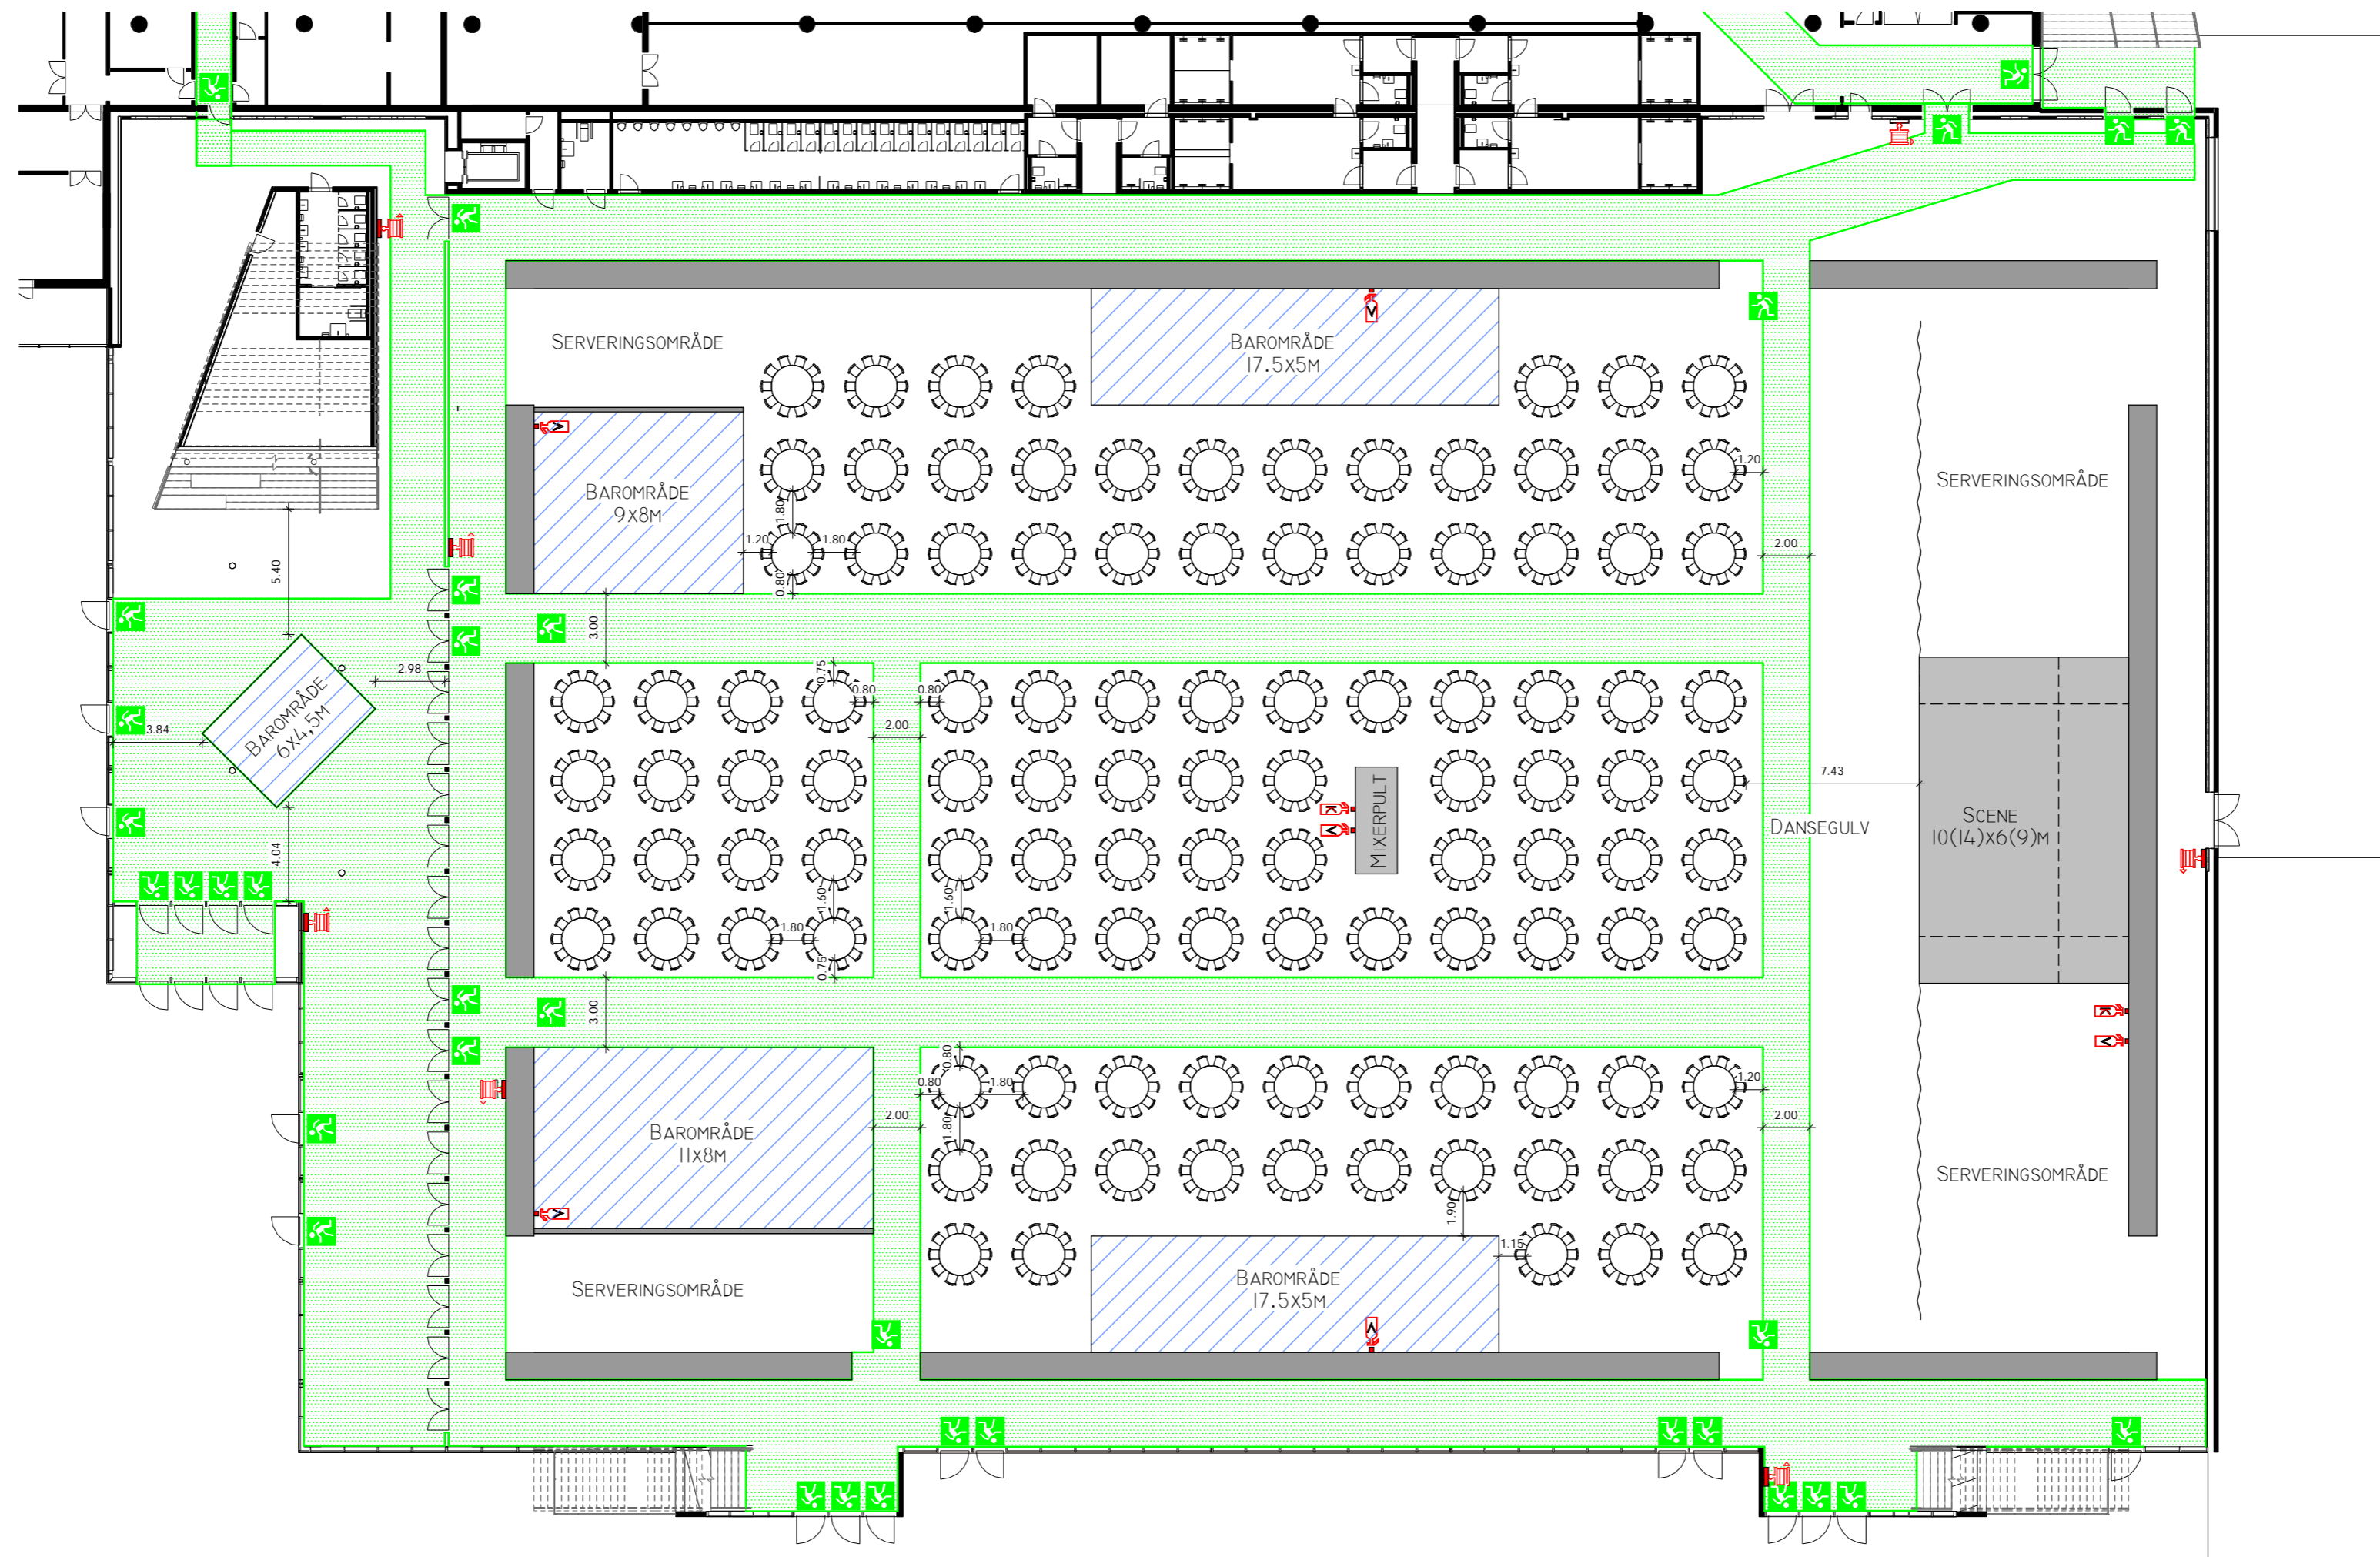 SERVERINGSOMRÅDE
BAROMRÅDE
17.5X5M
1.20
SERVERINGSOMRÅDE
BAROMRÅDE
9X8M
1.80
1.20
1.80
0.80
2.00
5.40
3.00
2.98
BAROMRÅDE
6X4,5M
3.84
4.04
0.75
0.80
0.80
2.00
7.43
MIXERPULT
K
V
DANSEGULV
SCENE
10(14)X6(9)M
1.60
1.60
1.80
1.80
0.75
3.00
K
V
0.80
0.80
1.80
1.20
2.00
2.00
1.80
BAROMRÅDE
11X8M
SERVERINGSOMRÅDE
1.90
1.15
BAROMRÅDE
17.5X5M
SERVERINGSOMRÅDE
V
V
V
V